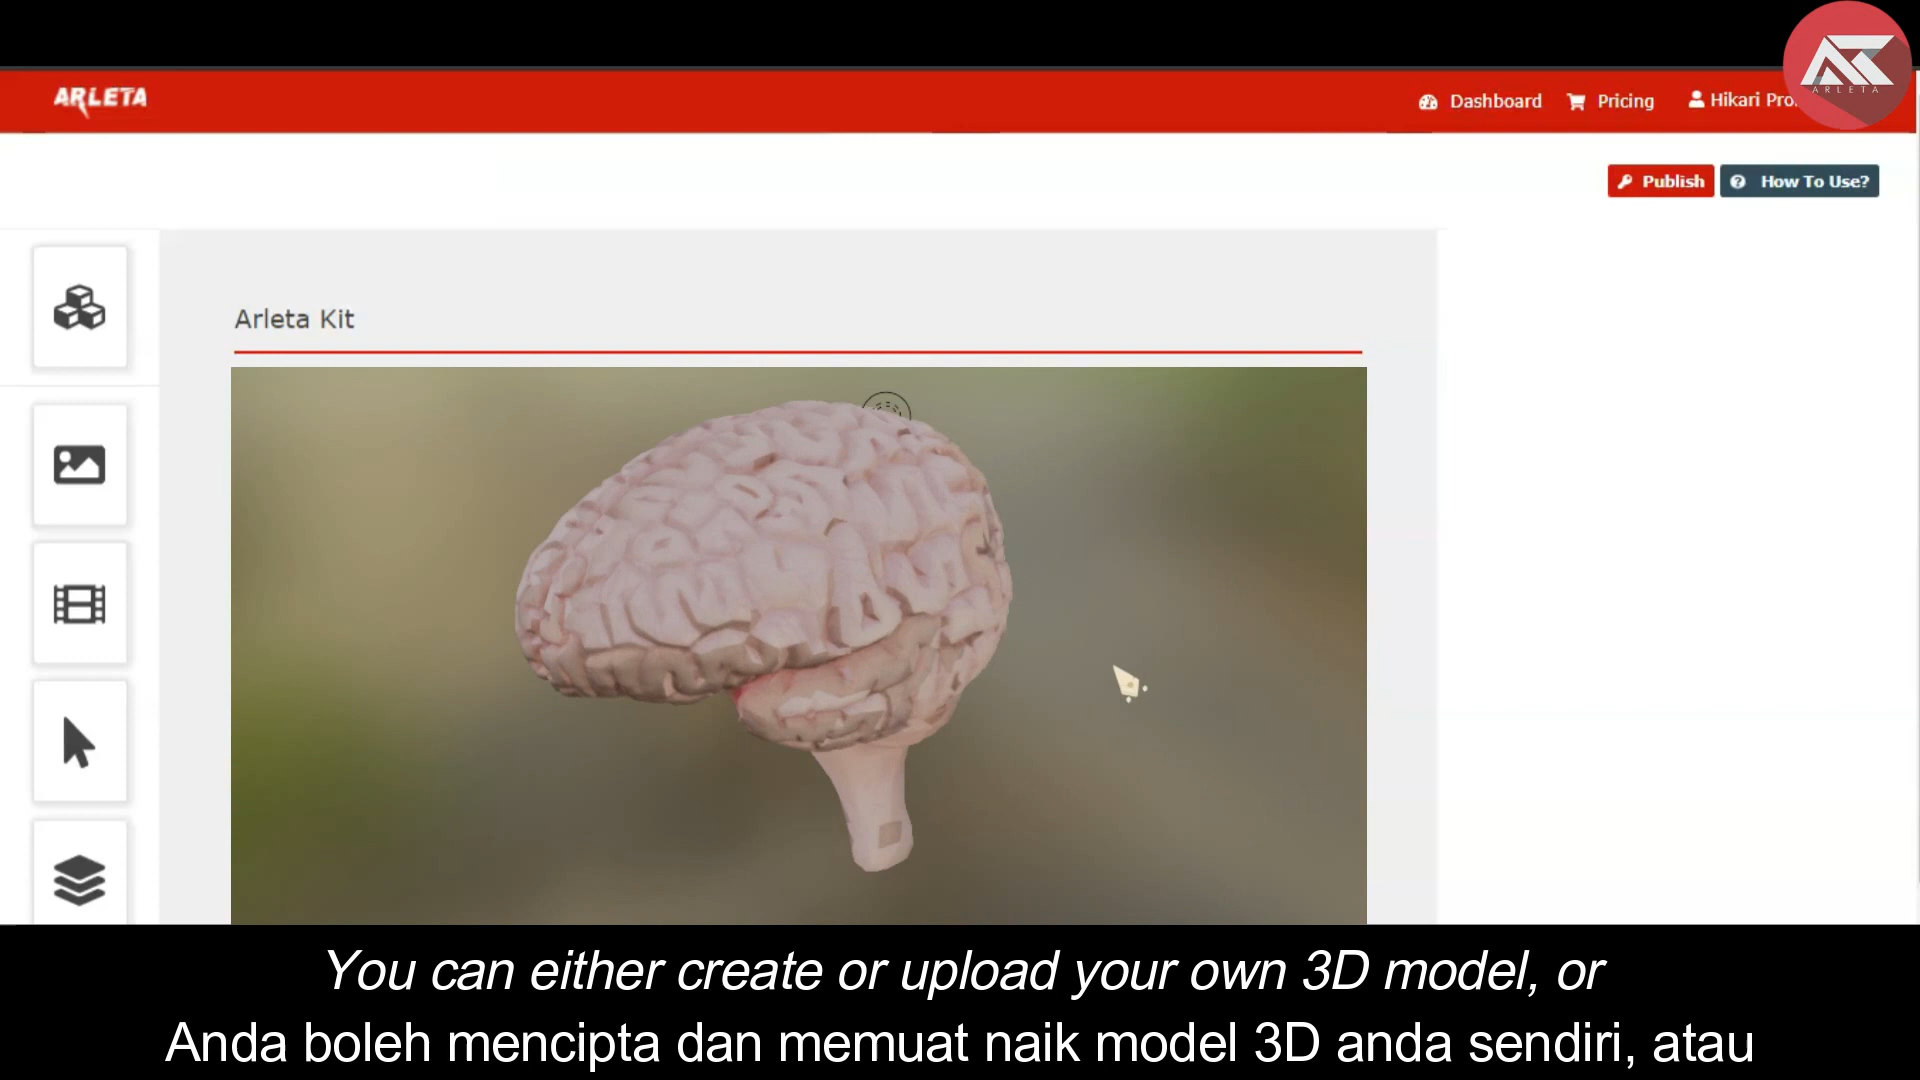 ARLETA
Dashboard
Pricing
Hikari
ARLETA
Publish
How To Use?
Arleta Kit
You can either create or upload your own 3D model, or
Anda boleh mencipta dan memuat naik model 3D anda sendiri, atau